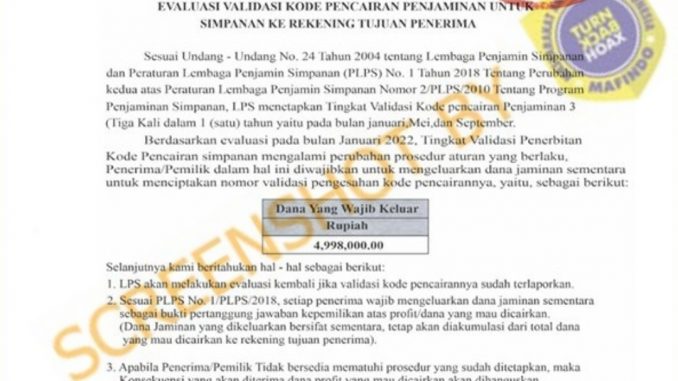 EVALUASI VALIDASI KODE PENCAIRAN PENJAMINAN UNTUK
SIMPANAN KE REKENING TUJUAN PENERIMA
TURN
BACK
HOAX
MAFINDO
Sesuai Undang - Undang No. 24 Tahun 2004 tentang Lembaga Penjamin Simpanan
dan Peraturan Lembaga Penjamin Simpanan (PLPS) No. 1 Tahun 2018 Tentang Perubahan
kedua atas Peraturan Lembaga Penjamin Simpanan Nomor 2/PLPS/2010 Tentang Program
Penjaminan Simpanan, LPS menetapkan Tingkat Validasi Kode pencairan Penjaminan 3
(Tiga Kali dalam 1 (satu) tahun yaitu pada bulan januari,Mei,dan September.
Berdasarkan evaluasi pada bulan Januari 2022, Tingkat Validasi Penerbitan
Kode Pencairan simpanan mengalami perubahan prosedur aturan yang berlaku,
Penerima/Pemilik dalam hal ini diwajibkan untuk mengeluarkan dana jaminan sementara
untuk menciptakan nomor validasi pengesahan kode pencairannya, yaitu, sebagai berikut:
Dana Yang Wajib Keluar
Rupiah
4,998,000.00
Selanjutnya kami beritahukan hal - hal sebagai berikut:
1. LPS akan melakukan evaluasi kembali jika validasi kode pencairannya sudah terlaporkan.
2. Sesuai PLPS No. 1/PLPS/2018, setiap penerima wajib mengeluarkan dana jaminan sementara
sebagai bukti pertanggung jawaban kepemilikan atas profit/dana yang mau dicairkan.
(Dana Jaminan yang dikeluarkan bersifat sementara, tetap akan diakumulasi dari total dana
yang mau dicairkan ke rekening tujuan penerima).
3. Apabila Penerima/Pemilik Tidak bersedia mematuhi prosedur yang sudah ditetapkan, maka
Konsekuensi yang akan diterima dana profit yang mau dicairkan akan dihanguskan
SCREENSHOT BY